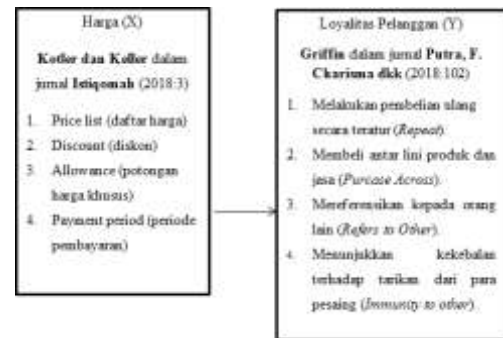 Harga (X)
Kotler dan Keller dalam
jurnal Istiqomah (2018:3)
1. Price list (daftar harga)
2. Discount (diskon)
3. Allowance (potongan
harga khusus)
4. Payment period (periode
pembayaran)
Loyalitas Pelanggan (Y)
Griffin dalam jurnal Putra, F.
Charisma dkk (2018:102)
1. Melakukan pembelian ulang
secara teratur (Repeat).
2. Membeli antar lini produk dan
jasa (Purcase Across).
3. Mereferensikan kepada orang
lain (Refers to Other).
4. Menunjukkan kekebalan
terhadap tarikan dari para
pesaing (Immunity to other).